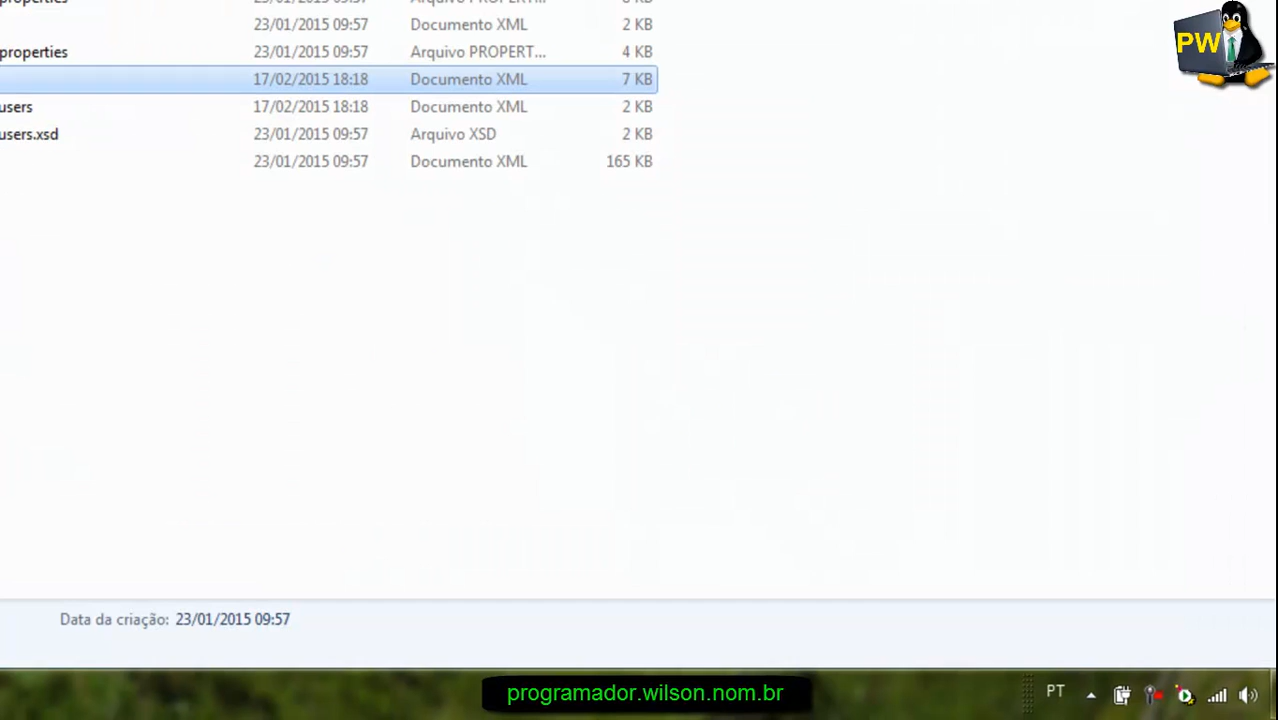 23/01/2015 09:57 Documento XML 2 KB
properties 23/01/2015 09:57 Arquivo PROPERT... 4 KB
17/02/2015 18:18 Documento XML 7 KB
users 17/02/2015 18:18 Documento XML 2 KB
users.xsd 23/01/2015 09:57 Arquivo XSD 2 KB
23/01/2015 09:57 Documento XML 165 KB
PW
Data da criação: 23/01/2015 09:57
programador.wilson.nom.br
PT